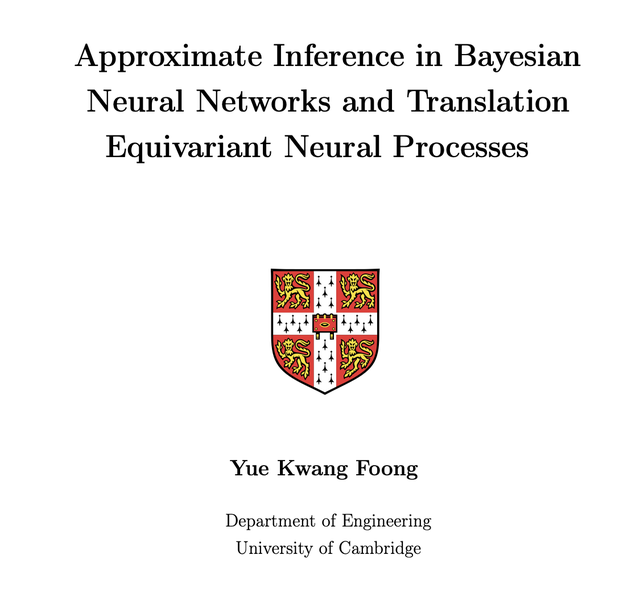 Approximate Inference in Bayesian
Neural Networks and Translation
Equivariant Neural Processes
Yue Kwang Foong
Department of Engineering
University of Cambridge